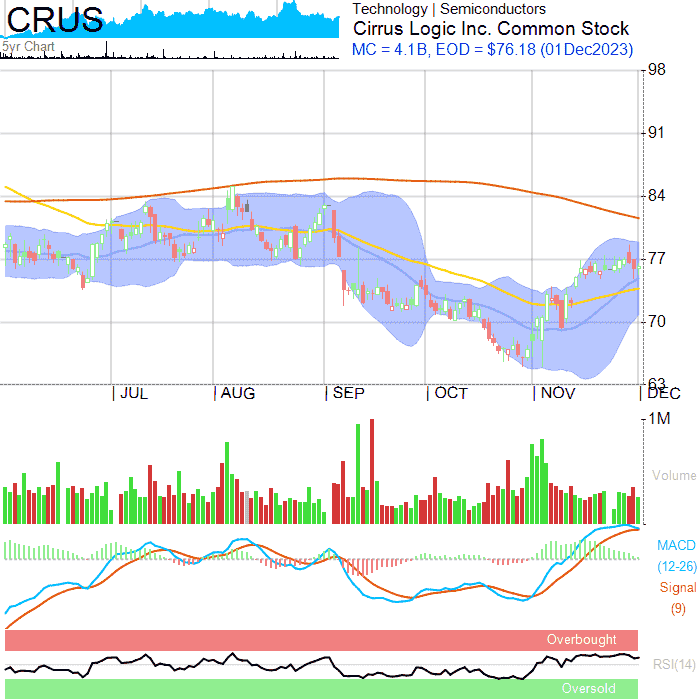 CRUS
Technology | Semiconductors
Cirrus Logic Inc. Common Stock
MC = 4.1B, EOD = $76.18 (01Dec2023)
5yr Chart
98
91
84
77
70
63
| JUL | AUG | SEP | OCT | NOV | DEC
1M
Volume
MACD
(12-26)
Signal
(9)
Overbought
RSI(14)
Oversold